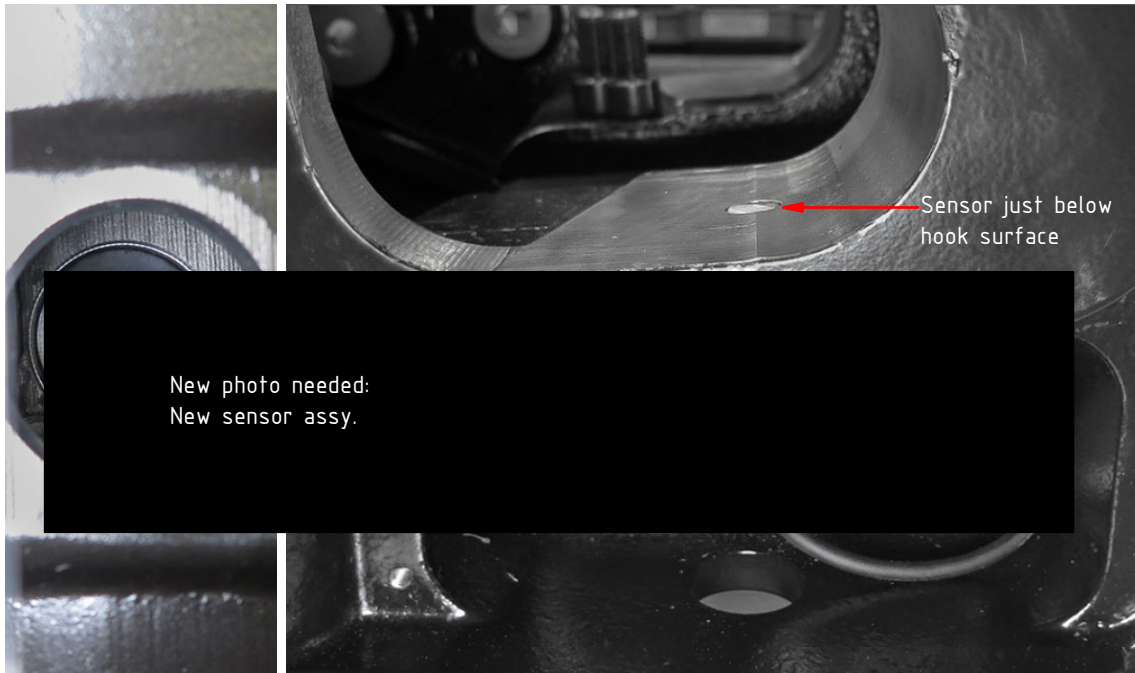 Sensor just below
hook surface
New photo needed:
New sensor assy.